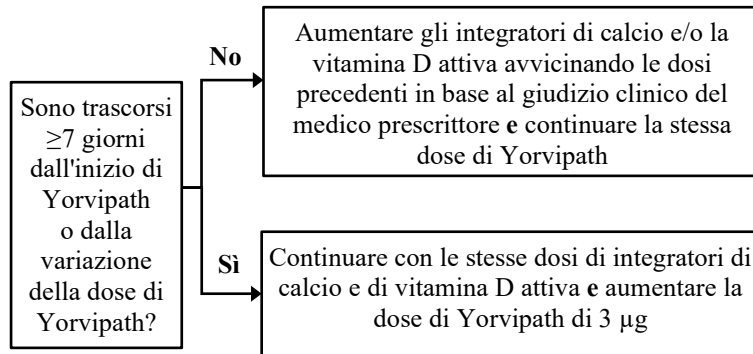 Sono trascorsi
≥7 giorni
dall'inizio di
Yorvipath
o dalla
variazione
della dose di
Yorvipath?
No
Aumentare gli integratori di calcio e/o la
vitamina D attiva avvicinando le dosi
precedenti in base al giudizio clinico del
medico prescrittore e continuare la stessa
dose di Yorvipath
Sì
Continuare con le stesse dosi di integratori di
calcio e di vitamina D attiva e aumentare la
dose di Yorvipath di 3 µg